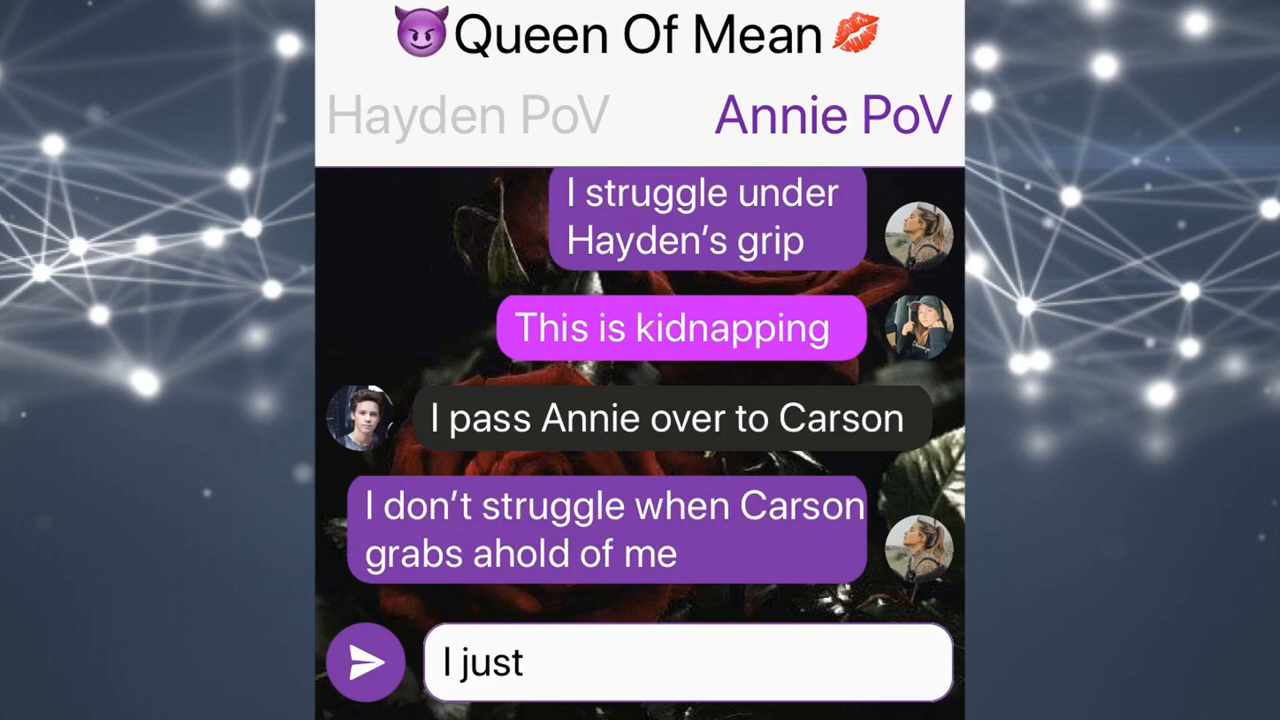 😈Queen Of Mean💋
Hayden PoV
Annie PoV
I struggle under
Hayden’s grip
This is kidnapping
I pass Annie over to Carson
I don’t struggle when Carson
grabs ahold of me
I just